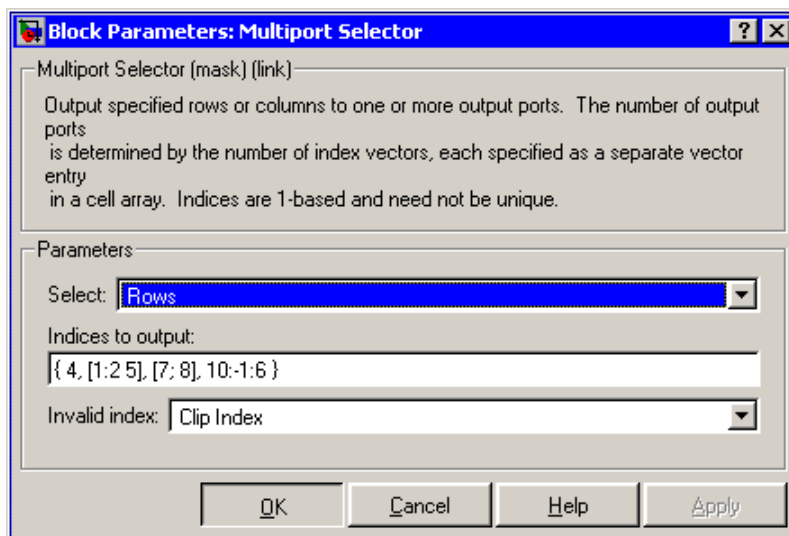 Block Parameters: Multiport Selector
Multiport Selector (mask) (link)
Output specified rows or columns to one or more output ports.  The number of output
ports
is determined by the number of index vectors, each specified as a separate vector
entry
in a cell array.  Indices are 1-based and need not be unique.
Parameters
Select: Rows
Indices to output:
{ 4, [1:2 5], [7; 8], 10:-1:6 }
Invalid index: Clip Index
OK Cancel Help Apply